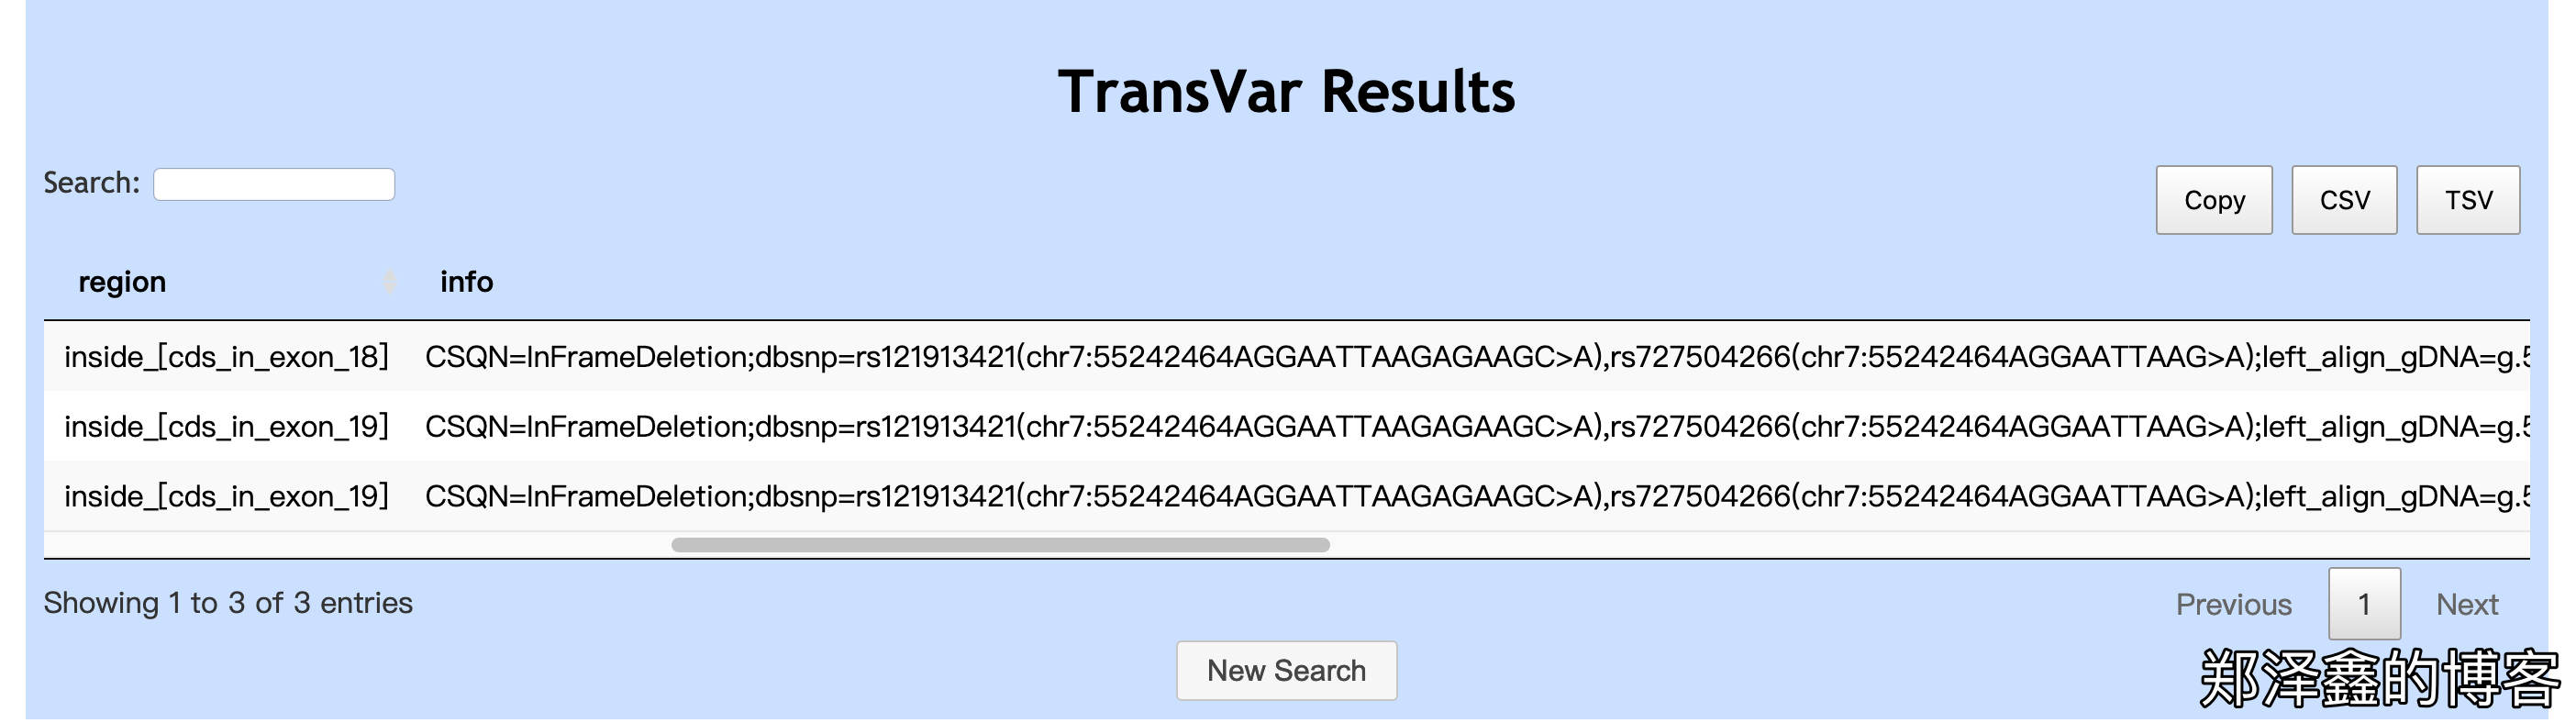 TransVar Results
Search:
Copy CSV TSV
region info
inside_[cds_in_exon_18] CSQN=InFrameDeletion;dbsnp=rs121913421(chr7:55242464AGGAATTAAGAGAAGC>A),rs727504266(chr7:55242464AGGAATTAAG>A);left_align_gDNA=g.5
inside_[cds_in_exon_19] CSQN=InFrameDeletion;dbsnp=rs121913421(chr7:55242464AGGAATTAAGAGAAGC>A),rs727504266(chr7:55242464AGGAATTAAG>A);left_align_gDNA=g.5
inside_[cds_in_exon_19] CSQN=InFrameDeletion;dbsnp=rs121913421(chr7:55242464AGGAATTAAGAGAAGC>A),rs727504266(chr7:55242464AGGAATTAAG>A);left_align_gDNA=g.5
Showing 1 to 3 of 3 entries
Previous 1 Next
New Search
郑泽鑫的博客